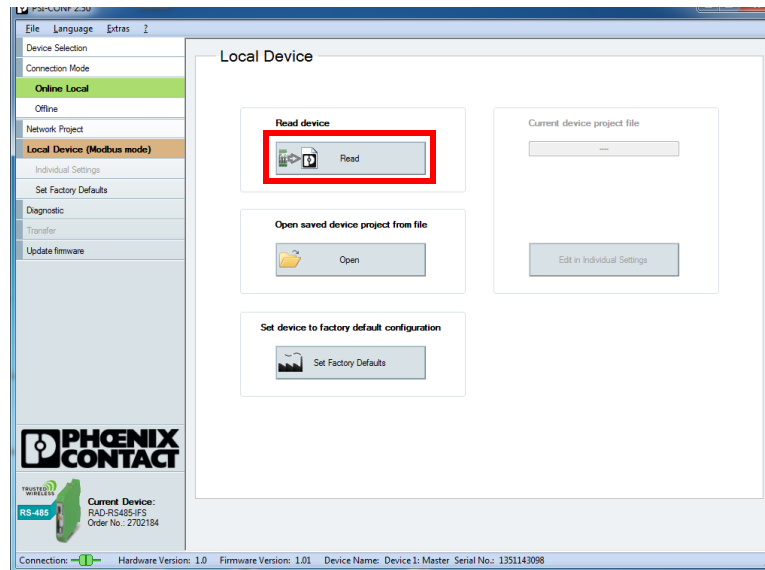 PSI-CONF 2.50
File Language Extras ?
Device Selection
Connection Mode
Online Local
Offline
Network Project
Local Device (Modbus mode)
Individual Settings
Set Factory Defaults
Diagnostic
Transfer
Update firmware
Local Device
Read device
Read
Current device project file
---
Open saved device project from file
Open
Edit in Individual Settings
Set device to factory default configuration
Set Factory Defaults
PHŒNIX
CONTACT
TRUSTED
WIRELESS
RS-485
Current Device:
RAD-RS485-IFS
Order No.: 2702184
Connection: Hardware Version: 1.0 Firmware Version: 1.01 Device Name: Device 1: Master Serial No.: 1351143098